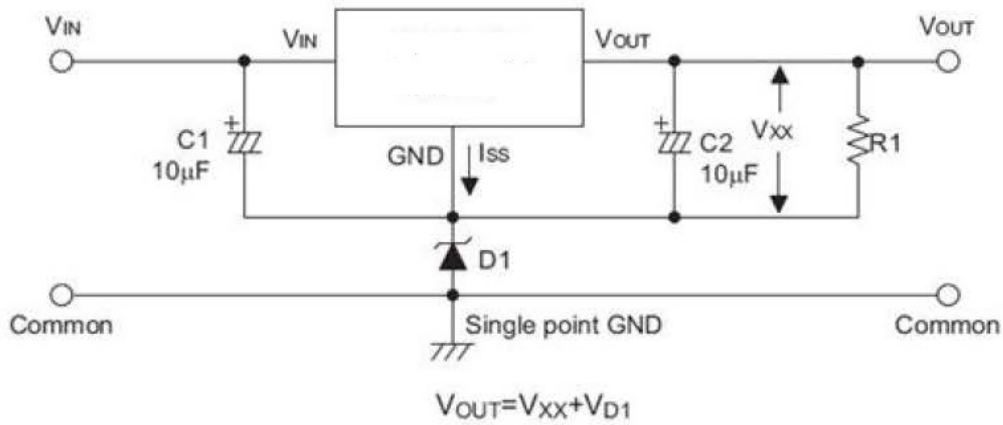 VIN
VIN
VOUT
VOUT
C1
10μF
GND
ISS
C2
10μF
VXX
R1
D1
Common
Single point GND
Common
VOUT=VXX+VD1